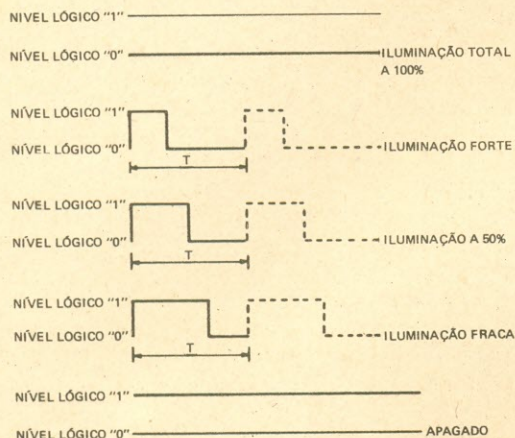 NIVEL LÓGICO "1"
NIVEL LÓGICO "0" ILUMINAÇÃO TOTAL
A 100%
NÍVEL LÓGICO "1"
NÍVEL LÓGICO "0" ILUMINAÇÃO FORTE
T
NÍVEL LOGICO "1"
NÍVEL LÓGICO "0" ILUMINAÇÃO A 50%
T
NÍVEL LÓGICO "1"
NÍVEL LOGICO "0" ILUMINAÇÃO FRACA
T
NÍVEL LÓGICO "1"
NÍVEL LÓGICO "0" APAGADO